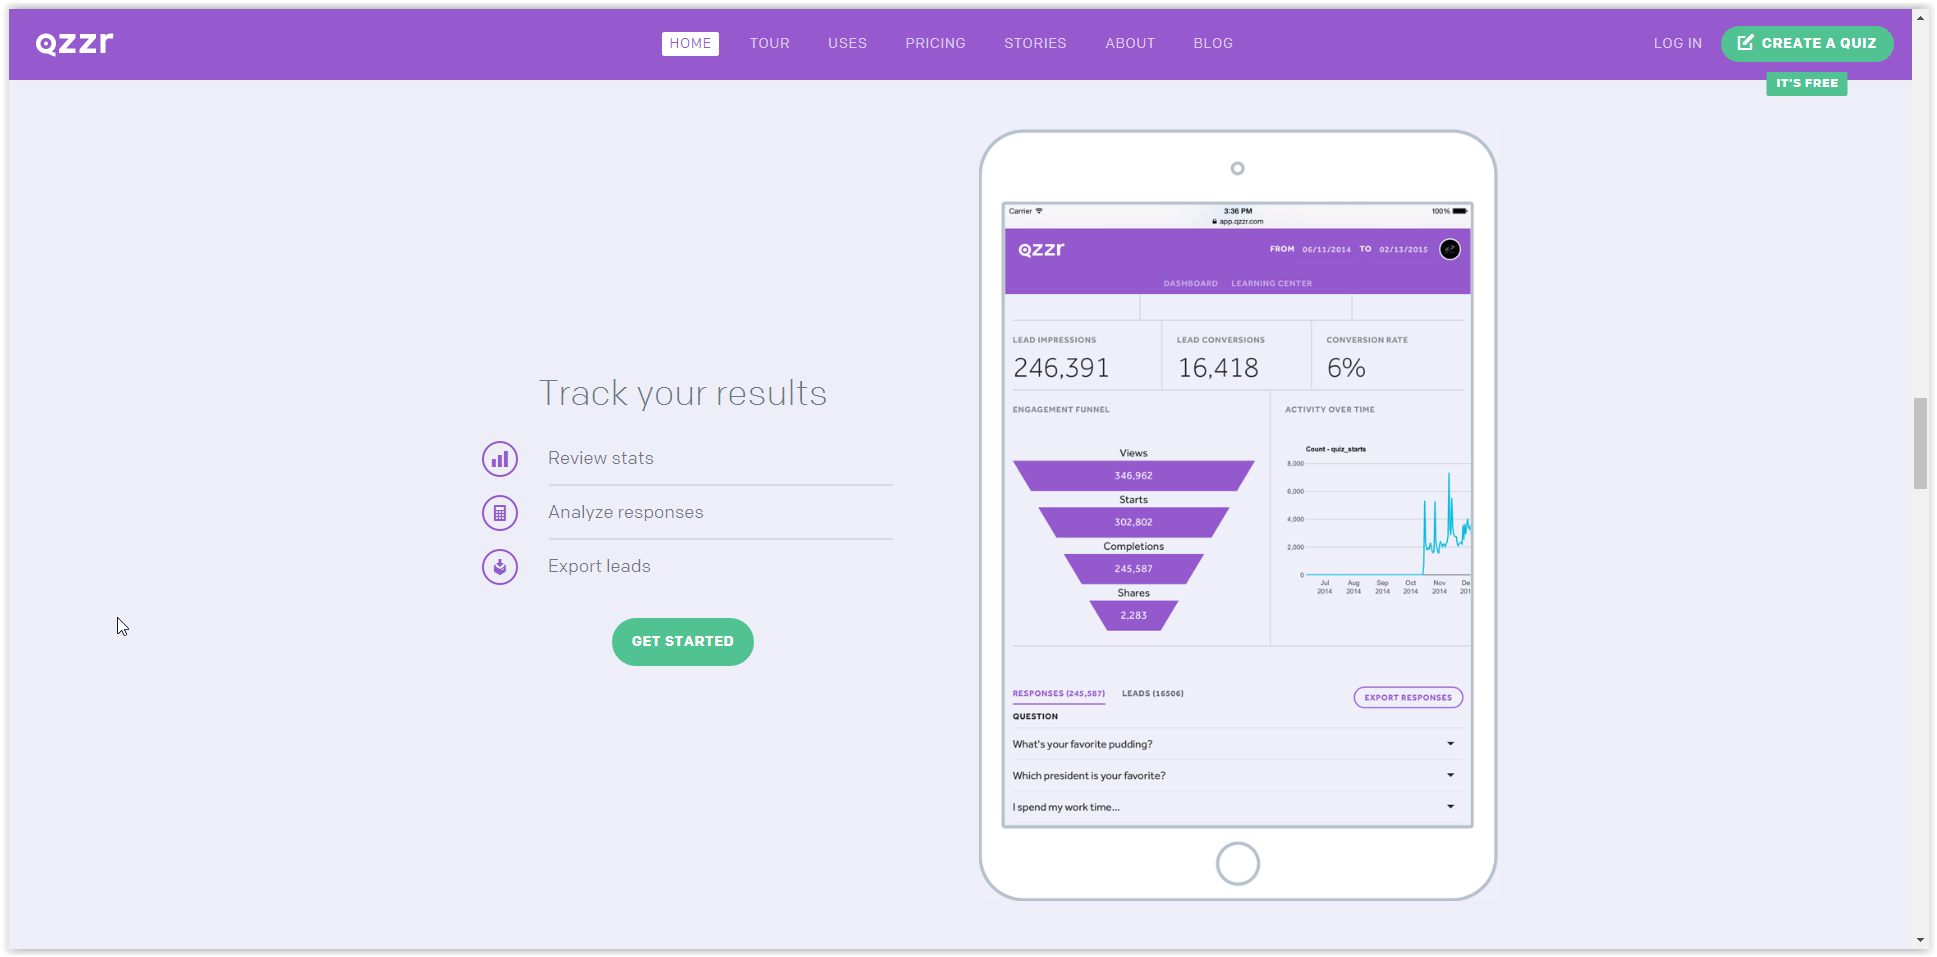 qzzr
HOME TOUR USES PRICING STORIES ABOUT BLOG
LOG IN CREATE A QUIZ
IT'S FREE
Track your results
Review stats
Analyze responses
Export leads
GET STARTED
Carrier 3:36 PM 100%
app.qzzr.com
qzzr FROM 06/11/2014 TO 02/13/2015
DASHBOARD LEARNING CENTER
LEAD IMPRESSIONS LEAD CONVERSIONS CONVERSION RATE
246,391 16,418 6%
ENGAGEMENT FUNNEL
Views
346,962
Starts
302,802
Completions
245,587
Shares
2,283
ACTIVITY OVER TIME
Count - quiz_starts
8,000
6,000
4,000
2,000
0
Jul Aug Sep Oct Nov De
2014 2014 2014 2014 2014 201
RESPONSES (245,587) LEADS (16506) EXPORT RESPONSES
QUESTION
What's your favorite pudding?
Which president is your favorite?
I spend my work time...